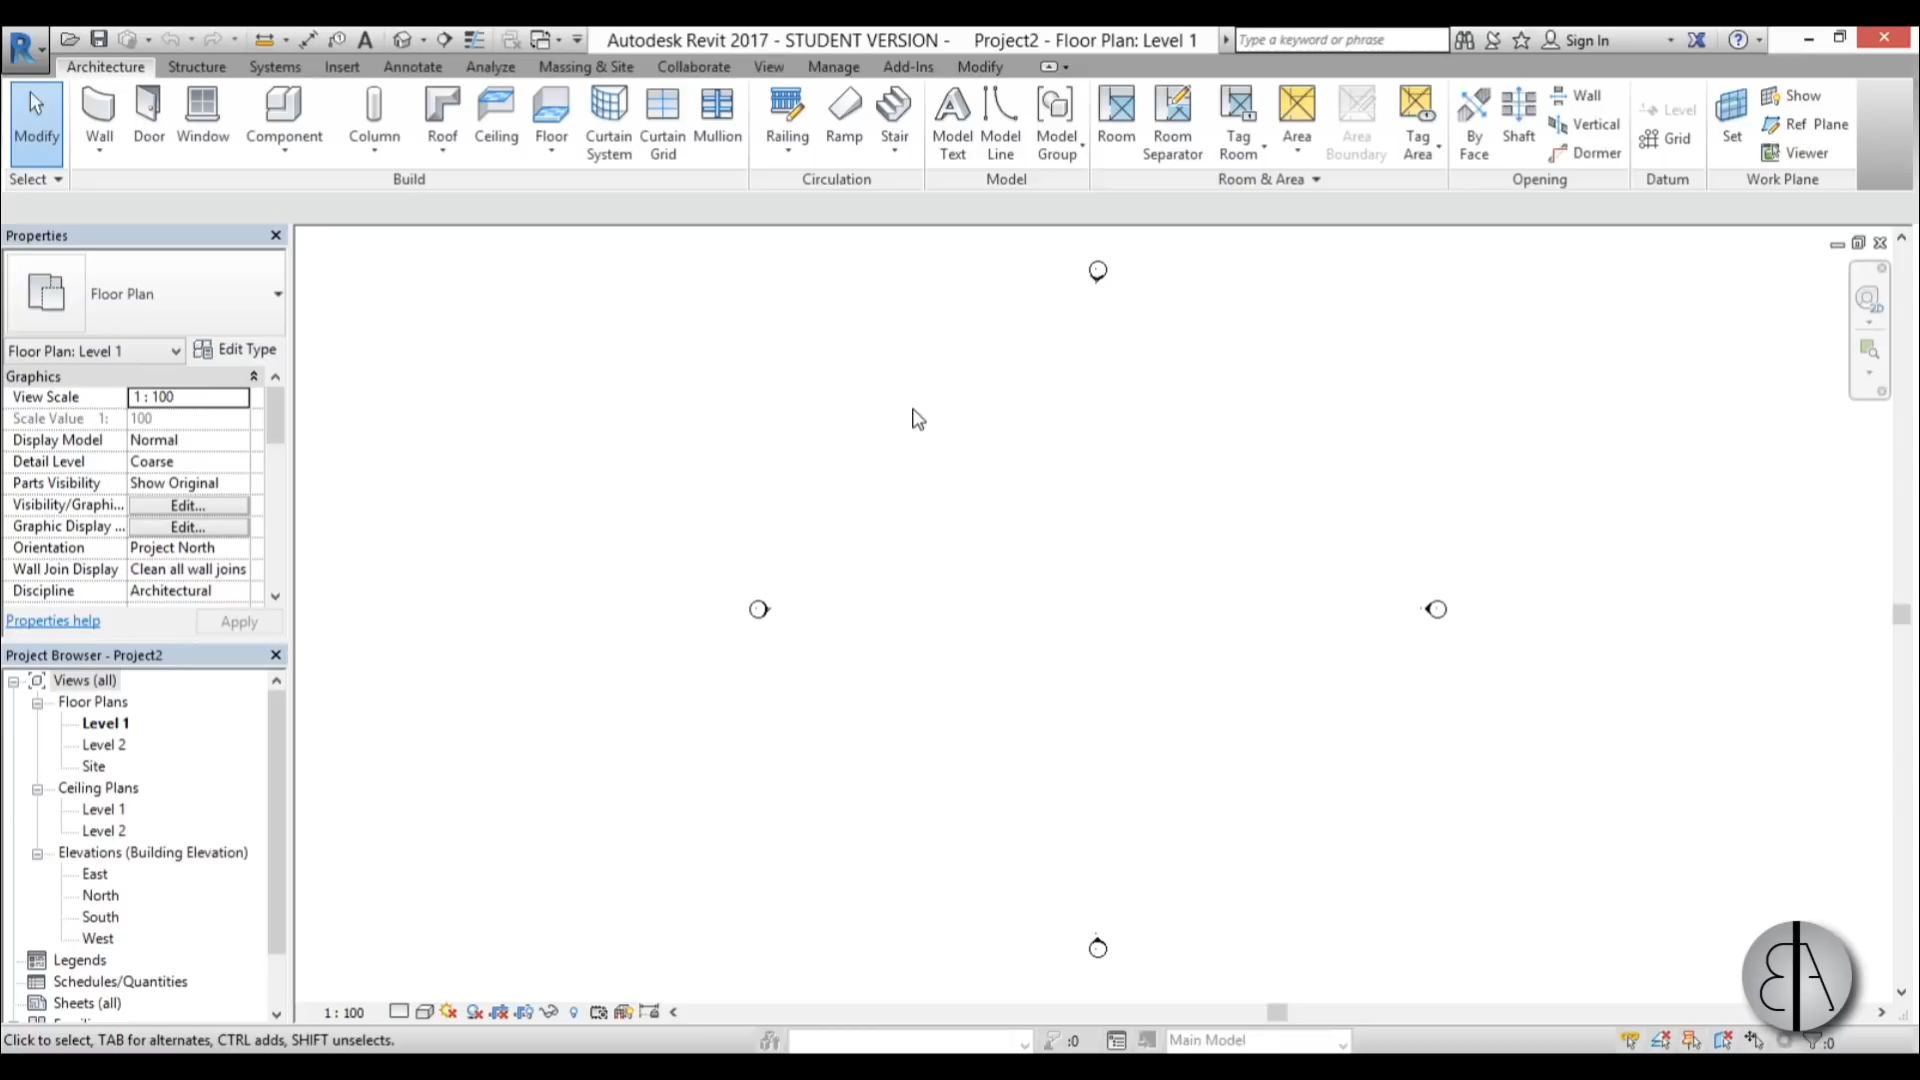 Autodesk Revit 2017 - STUDENT VERSION - Project2 - Floor Plan: Level 1
Type a keyword or phrase
Sign In
Architecture Structure Systems Insert Annotate Analyze Massing & Site Collaborate View Manage Add-Ins Modify
Modify Wall Door Window Component Column Roof Ceiling Floor Curtain System Curtain Grid Mullion Railing Ramp Stair Model Text Model Line Model Group Room Room Separator Tag Room Area Area Boundary Tag Area By Face Shaft Wall Vertical Dormer Level Grid Set Show Ref Plane Viewer
Select Build Circulation Model Room & Area Opening Datum Work Plane
Properties
Floor Plan
Floor Plan: Level 1 Edit Type
Graphics
View Scale 1 : 100
Scale Value 1: 100
Display Model Normal
Detail Level Coarse
Parts Visibility Show Original
Visibility/Graphi... Edit...
Graphic Display ... Edit...
Orientation Project North
Wall Join Display Clean all wall joins
Discipline Architectural
Properties help Apply
Project Browser - Project2
Views (all)
Floor Plans
Level 1
Level 2
Site
Ceiling Plans
Level 1
Level 2
Elevations (Building Elevation)
East
North
South
West
Legends
Schedules/Quantities
Sheets (all)
2D
1 : 100
Click to select, TAB for alternates, CTRL adds, SHIFT unselects.
:0
Main Model
:0